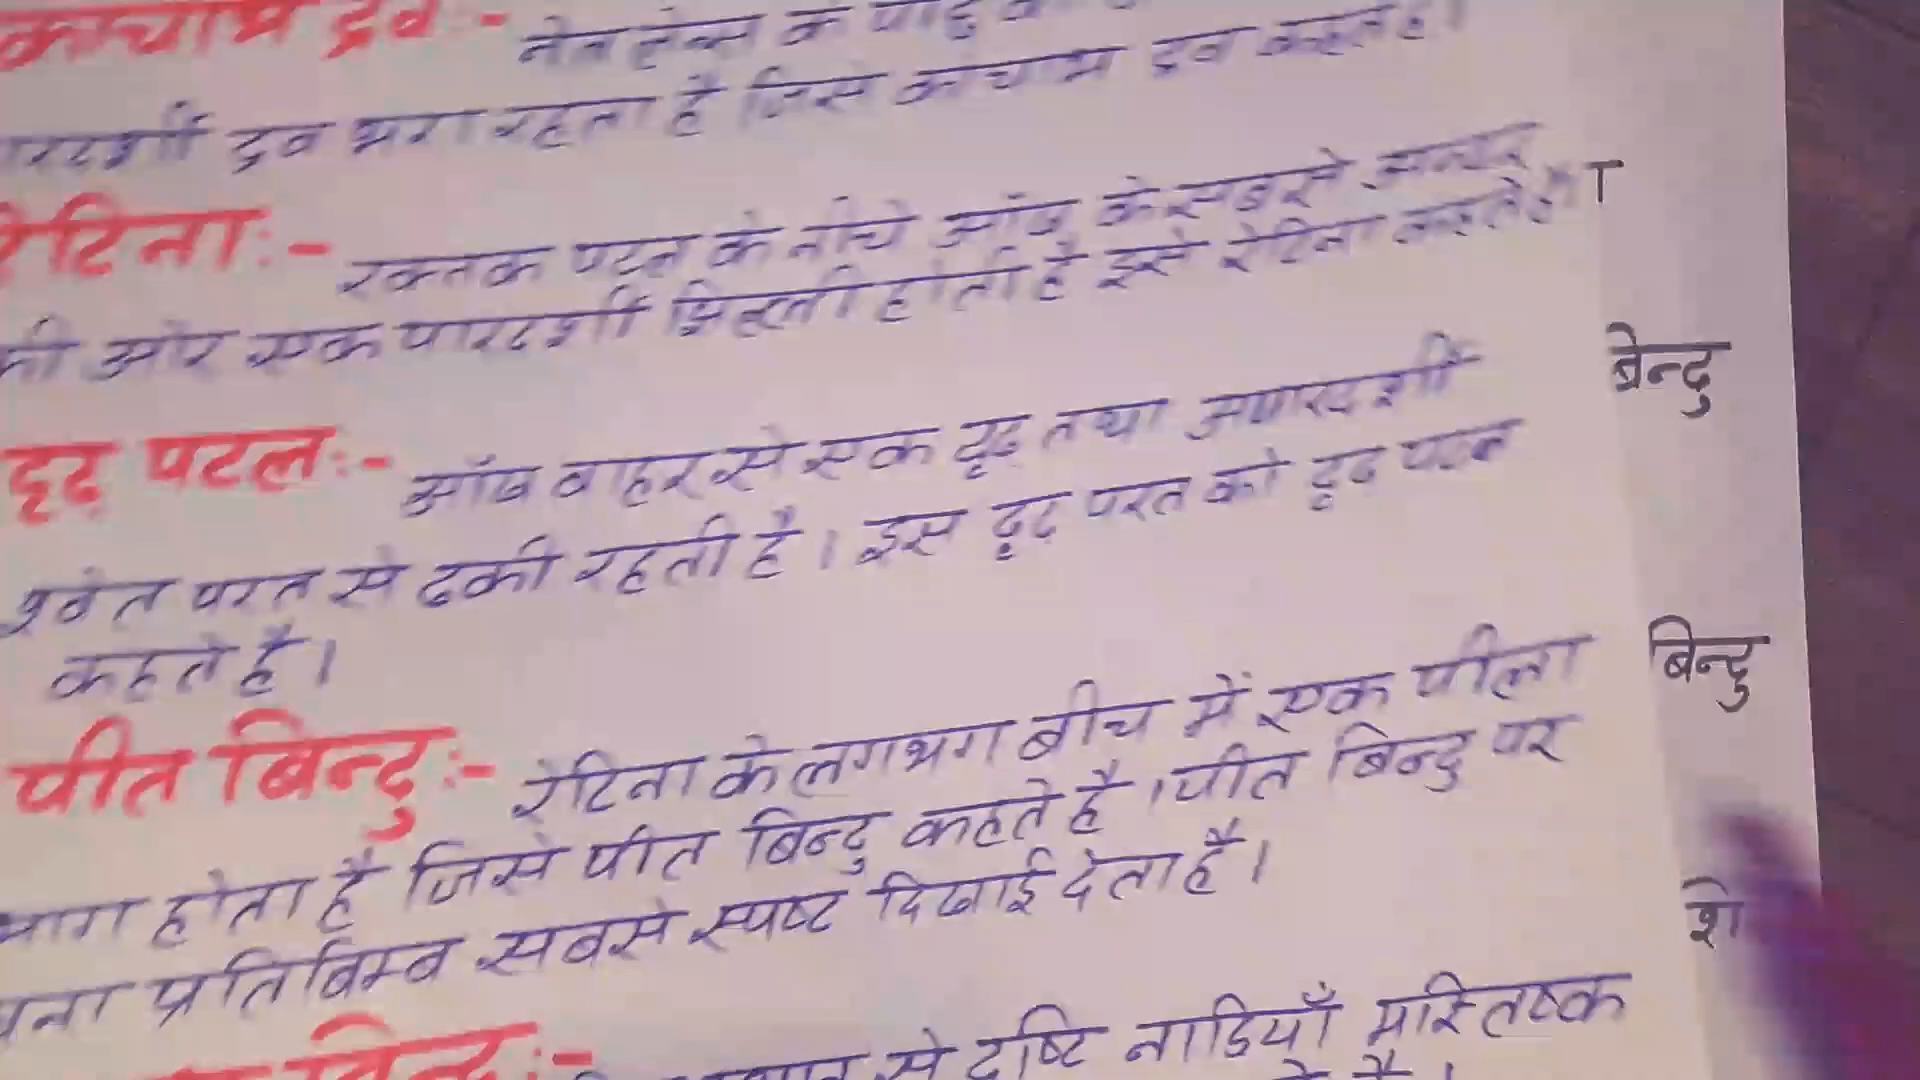 काचाभ द्रव :- नेत्र लेन्स के
द्रव भरा रहता है जिसे काचाभ द्रव कहते है।
रेटिना :- रक्तक पटल के नीचे आँख के सबसे अन्दर
की ओर एक पारदर्शी झिल्ली होती है इसे रेटिना कहते है।
दृढ़ पटल :- आँख बाहर से एक दृढ़ तथा अपारदर्शी
श्वेत परत से ढकी रहती है। इस दृढ़ परत को दृढ़ पटल
कहते है।
पीत बिन्दु :- रेटिना के लगभग बीच में एक पीला
भाग होता है जिसे पीत बिन्दु कहते है। पीत बिन्दु पर
बना प्रतिबिम्ब सबसे स्पष्ट दिखाई देता है।
बिन्दु :- से दृष्टि नाडियाँ मस्तिष्क
बेन्दु
बिन्दु
शे